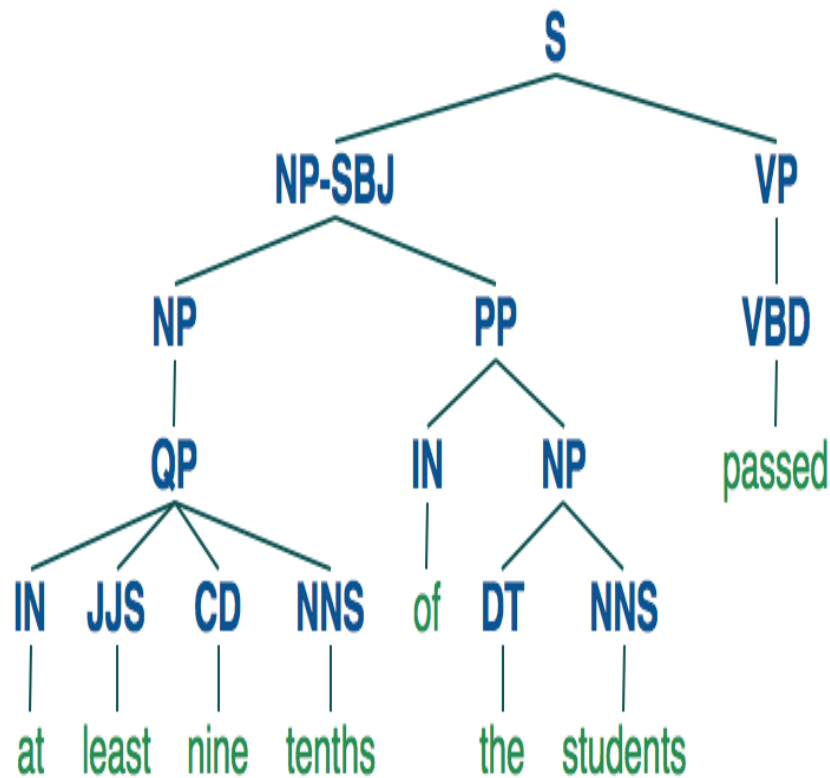 S
NP-SBJ VP
NP PP VBD
QP IN NP passed
IN JJS CD NNS of DT NNS
at least nine tenths the students